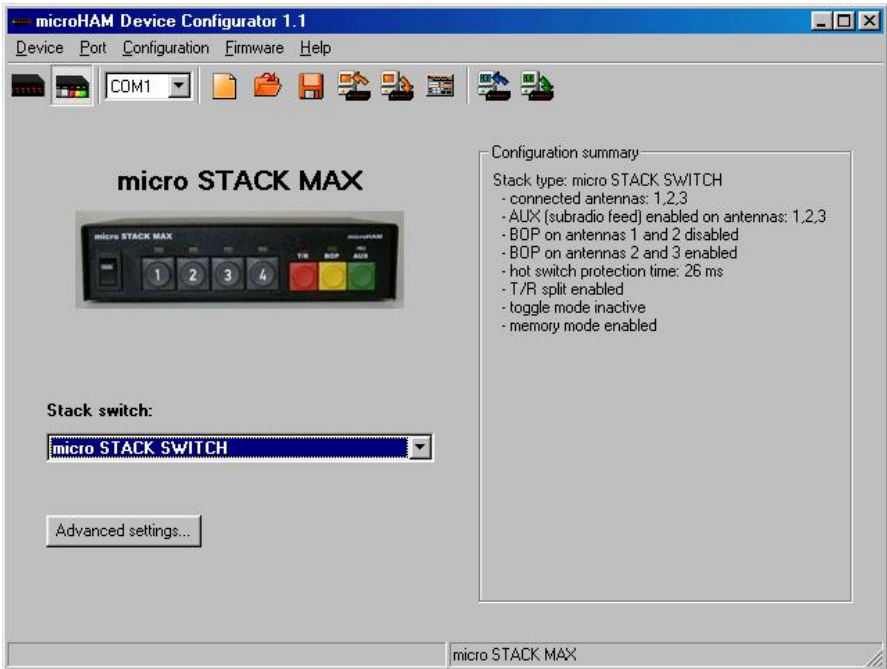 microHAM Device Configurator 1.1
Device Port Configuration Firmware Help
COM1
micro STACK MAX
micro STACK MAX
microHAM
T/R BOP AUX
1 2 3 4
Configuration summary
Stack type: micro STACK SWITCH
- connected antennas: 1,2,3
- AUX (subradio feed) enabled on antennas: 1,2,3
- BOP on antennas 1 and 2 disabled
- BOP on antennas 2 and 3 enabled
- hot switch protection time: 26 ms
- T/R split enabled
- toggle mode inactive
- memory mode enabled
Stack switch:
micro STACK SWITCH
Advanced settings...
micro STACK MAX